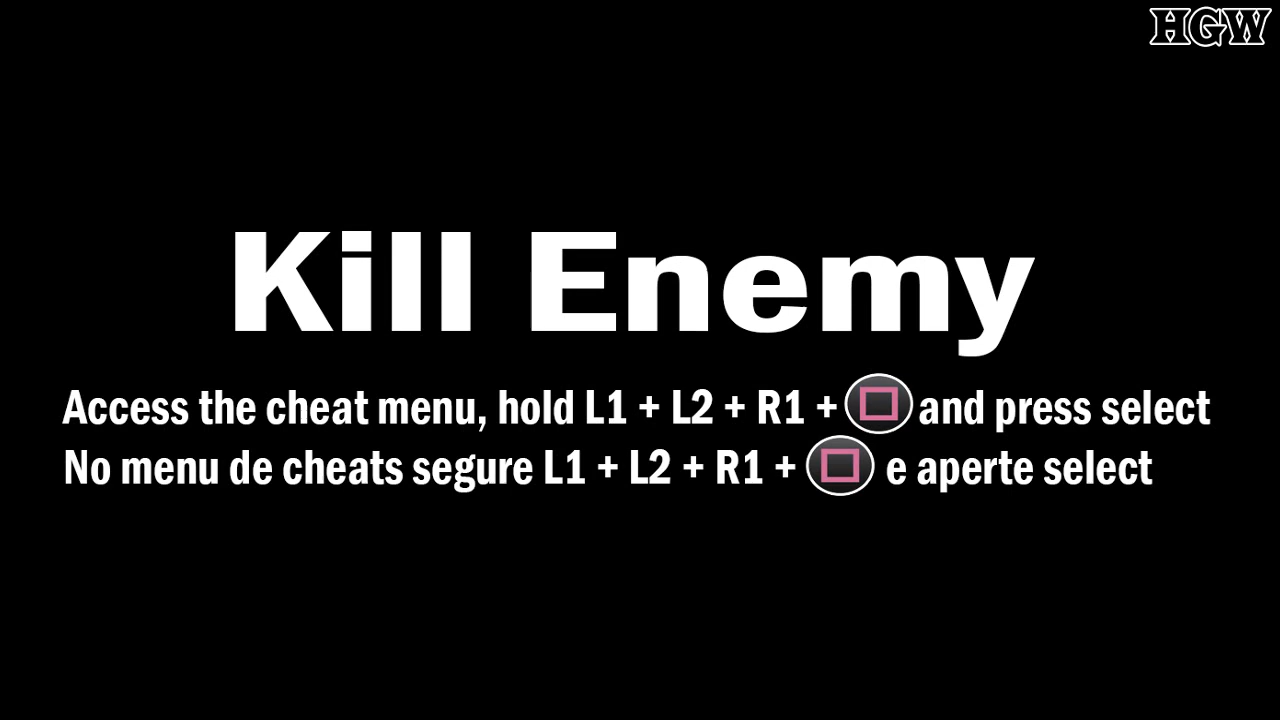 HGW
Kill Enemy
Access the cheat menu, hold L1 + L2 + R1 + and press select
No menu de cheats segure L1 + L2 + R1 + e aperte select